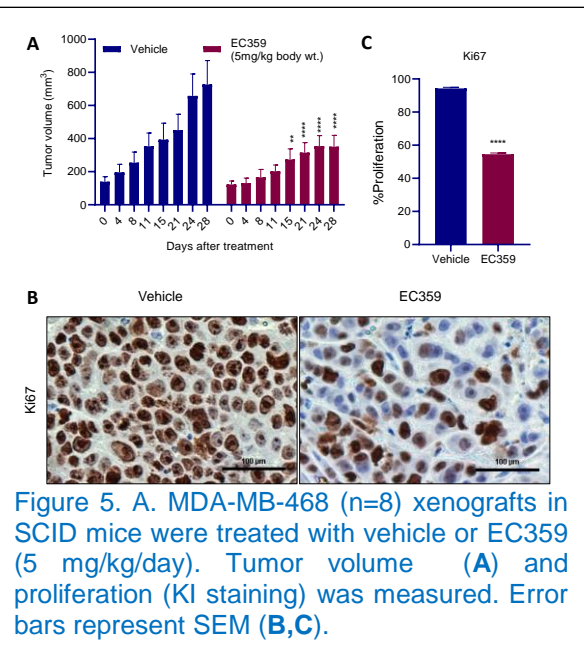 A
Vehicle
EC359
(5mg/kg body wt.)
Tumor volume (mm3)
1000
800
600
400
200
0
0 4 8 11 15 21 24 28 0 4 8 11 15 21 24 28
** **** **** ****
Days after treatment
C
Ki67
%Proliferation
100
80
60
40
20
0
****
Vehicle EC359
B
Vehicle EC359
Ki67
100 µm 100 µm
Figure 5. A. MDA-MB-468 (n=8) xenografts in
SCID mice were treated with vehicle or EC359
(5 mg/kg/day). Tumor volume (A) and
proliferation (KI staining) was measured. Error
bars represent SEM (B,C).